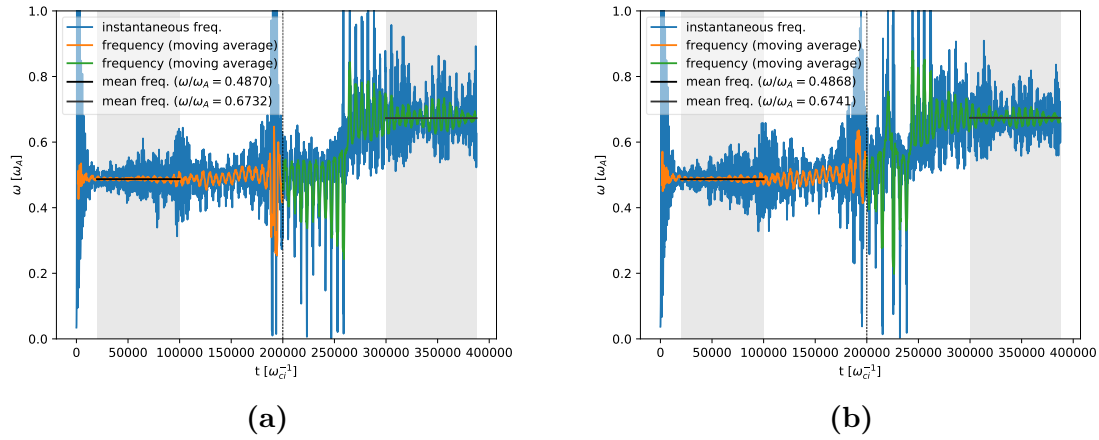 1.0
0.8
0.6
0.4
0.2
0.0
ω [ω_A]
instantaneous freq.
frequency (moving average)
frequency (moving average)
mean freq. (ω/ω_A = 0.4870)
mean freq. (ω/ω_A = 0.6732)
0 50000 100000 150000 200000 250000 300000 350000 400000
t [ω_ci^-1]
(a)
1.0
0.8
0.6
0.4
0.2
0.0
ω [ω_A]
instantaneous freq.
frequency (moving average)
frequency (moving average)
mean freq. (ω/ω_A = 0.4868)
mean freq. (ω/ω_A = 0.6741)
0 50000 100000 150000 200000 250000 300000 350000 400000
t [ω_ci^-1]
(b)